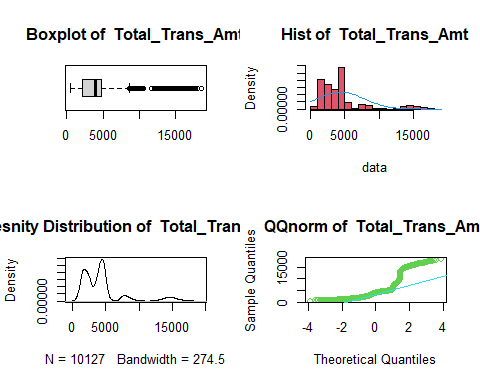 Boxplot of Total_Trans_Amt
0 5000 15000
Hist of Total_Trans_Amt
Density
0.00000
0 5000 15000
data
esnity Distribution of Total_Tran
Density
0.00000
0 5000 15000
N = 10127 Bandwidth = 274.5
QQnorm of Total_Trans_Am
Sample Quantiles
0 15000
-4 -2 0 2 4
Theoretical Quantiles